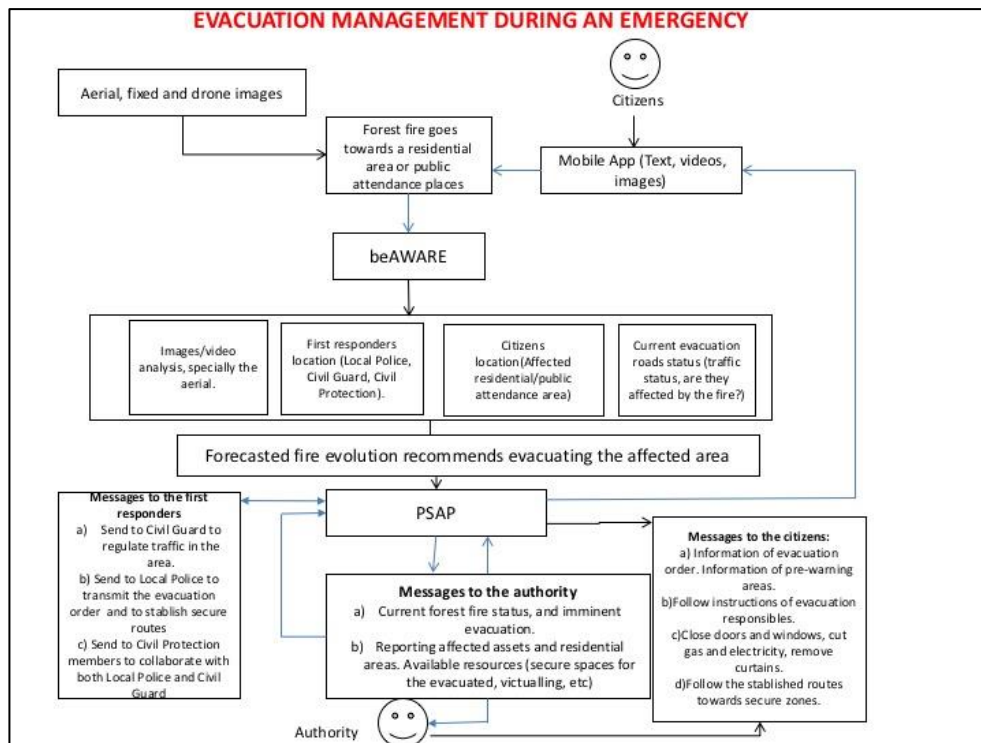 EVACUATION MANAGEMENT DURING AN EMERGENCY
Aerial, fixed and drone images
Citizens
Forest fire goes
towards a residential
area or public
attendance places
Mobile App (Text, videos,
images)
beAWARE
Images/video
analysis, specially the
aerial.
First responders
location (Local Police,
Civil Guard, Civil
Protection).
Citizens
location(Affected
residential/public
attendance area)
Current evacuation
roads status (traffic
status, are they
affected by the fire?)
Forecasted fire evolution recommends evacuating the affected area
Messages to the first
responders
a) Send to Civil Guard to
regulate traffic in the
area.
b) Send to Local Police to
transmit the evacuation
order and to stablish secure
routes
c) Send to Civil Protection
members to collaborate with
both Local Police and Civil
Guard
PSAP
Messages to the authority
a) Current forest fire status, and imminent
evacuation.
b) Reporting affected assets and residential
areas. Available resources (secure spaces for
the evacuated, victualling, etc)
Messages to the citizens:
a) Information of evacuation
order. Information of pre-warning
areas.
b)Follow instructions of evacuation
responsibles.
c)Close doors and windows, cut
gas and electricity, remove
curtains.
d)Follow the stablished routes
towards secure zones.
Authority